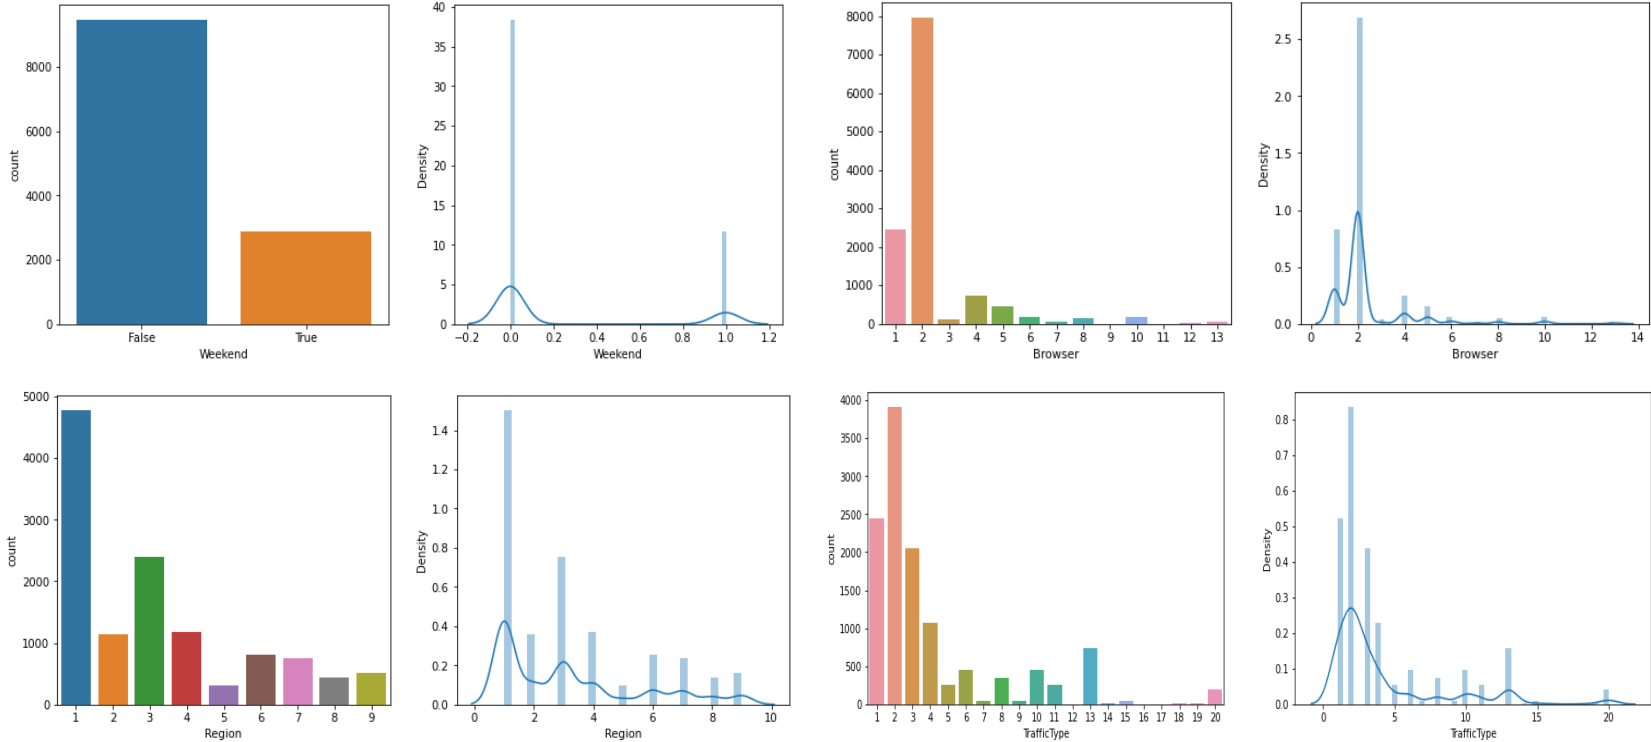 count
8000
6000
4000
2000
0
False True
Weekend
Density
40
35
30
25
20
15
10
5
0
−0.2 0.0 0.2 0.4 0.6 0.8 1.0 1.2
Weekend
count
8000
7000
6000
5000
4000
3000
2000
1000
0
1 2 3 4 5 6 7 8 9 10 11 12 13
Browser
Density
2.5
2.0
1.5
1.0
0.5
0.0
0 2 4 6 8 10 12 14
Browser
count
5000
4000
3000
2000
1000
0
1 2 3 4 5 6 7 8 9
Region
Density
1.4
1.2
1.0
0.8
0.6
0.4
0.2
0.0
0 2 4 6 8 10
Region
count
4000
3500
3000
2500
2000
1500
1000
500
0
1 2 3 4 5 6 7 8 9 10 11 12 13 14 15 16 17 18 19 20
TrafficType
Density
0.8
0.7
0.6
0.5
0.4
0.3
0.2
0.1
0.0
0 5 10 15 20
TrafficType